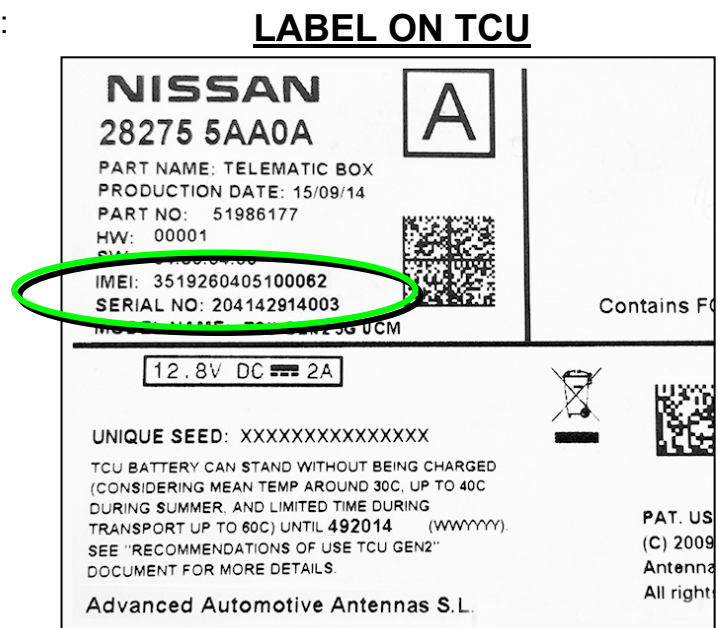 :
LABEL ON TCU
NISSAN
A
28275 5AA0A
PART NAME: TELEMATIC BOX
PRODUCTION DATE: 15/09/14
PART NO: 51986177
HW: 00001
IMEI: 3519260405100062
SERIAL NO: 204142914003
MODEL NAME:
UCM
Contains
12.8V DC 2A
UNIQUE SEED: XXXXXXXXXXXXXXX
TCU BATTERY CAN STAND WITHOUT BEING CHARGED
(CONSIDERING MEAN TEMP AROUND 30C, UP TO 40C
DURING SUMMER, AND LIMITED TIME DURING
TRANSPORT UP TO 60C) UNTIL 492014 (WWYYYY).
SEE "RECOMMENDATIONS OF USE TCU GEN2"
DOCUMENT FOR MORE DETAILS.
Advanced Automotive Antennas S.L.
PAT. US
(C) 2009
Antenna
All right